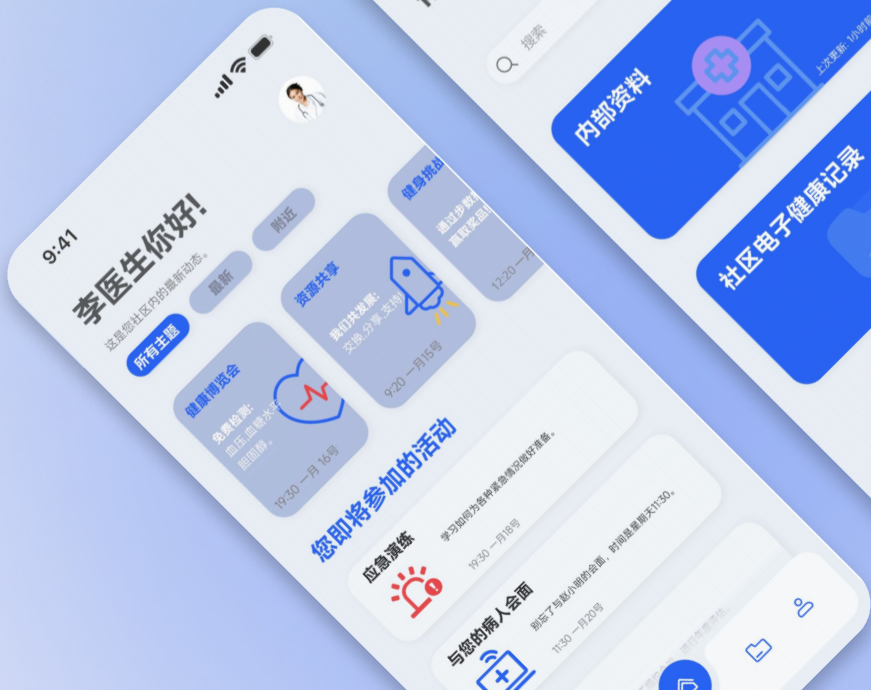 9:41
李医生你好!
这是您社区内的最新动态。
所有主题
最新
附近
健康博览会
免费检测:
血压,血糖水
胆固醇。
19:30 一月 16号
资源共享
我们共发展:
交换,分享,支持!
9:20 一月15号
健身挑战
通过步数
赢取奖品
12:20 一月
您即将参加的活动
应急演练
学习如何为各种紧急情况做好准备。
19:30 一月18号
与您的病人会面
别忘了与赵小明的会面，时间是星期天11:30。
11:30 一月20号
搜索
内部资料
上次更新: 1小时前
社区电子健康记录